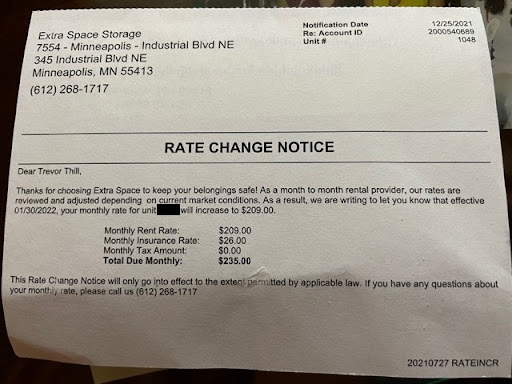 Extra Space Storage
7554 - Minneapolis - Industrial Blvd NE
345 Industrial Blvd NE
Minneapolis, MN 55413
(612) 268-1717
Notification Date 12/25/2021
Re: Account ID 2000540689
Unit # 1048
RATE CHANGE NOTICE
Dear Trevor Thill,
Thanks for choosing Extra Space to keep your belongings safe! As a month to month rental provider, our rates are
reviewed and adjusted depending on current market conditions. As a result, we are writing to let you know that effective
01/30/2022, your monthly rate for unit will increase to $209.00.
Monthly Rent Rate: $209.00
Monthly Insurance Rate: $26.00
Monthly Tax Amount: $0.00
Total Due Monthly: $235.00
This Rate Change Notice will only go into effect to the extent permitted by applicable law. If you have any questions about
your monthly rate, please call us (612) 268-1717
20210727 RATEINCR